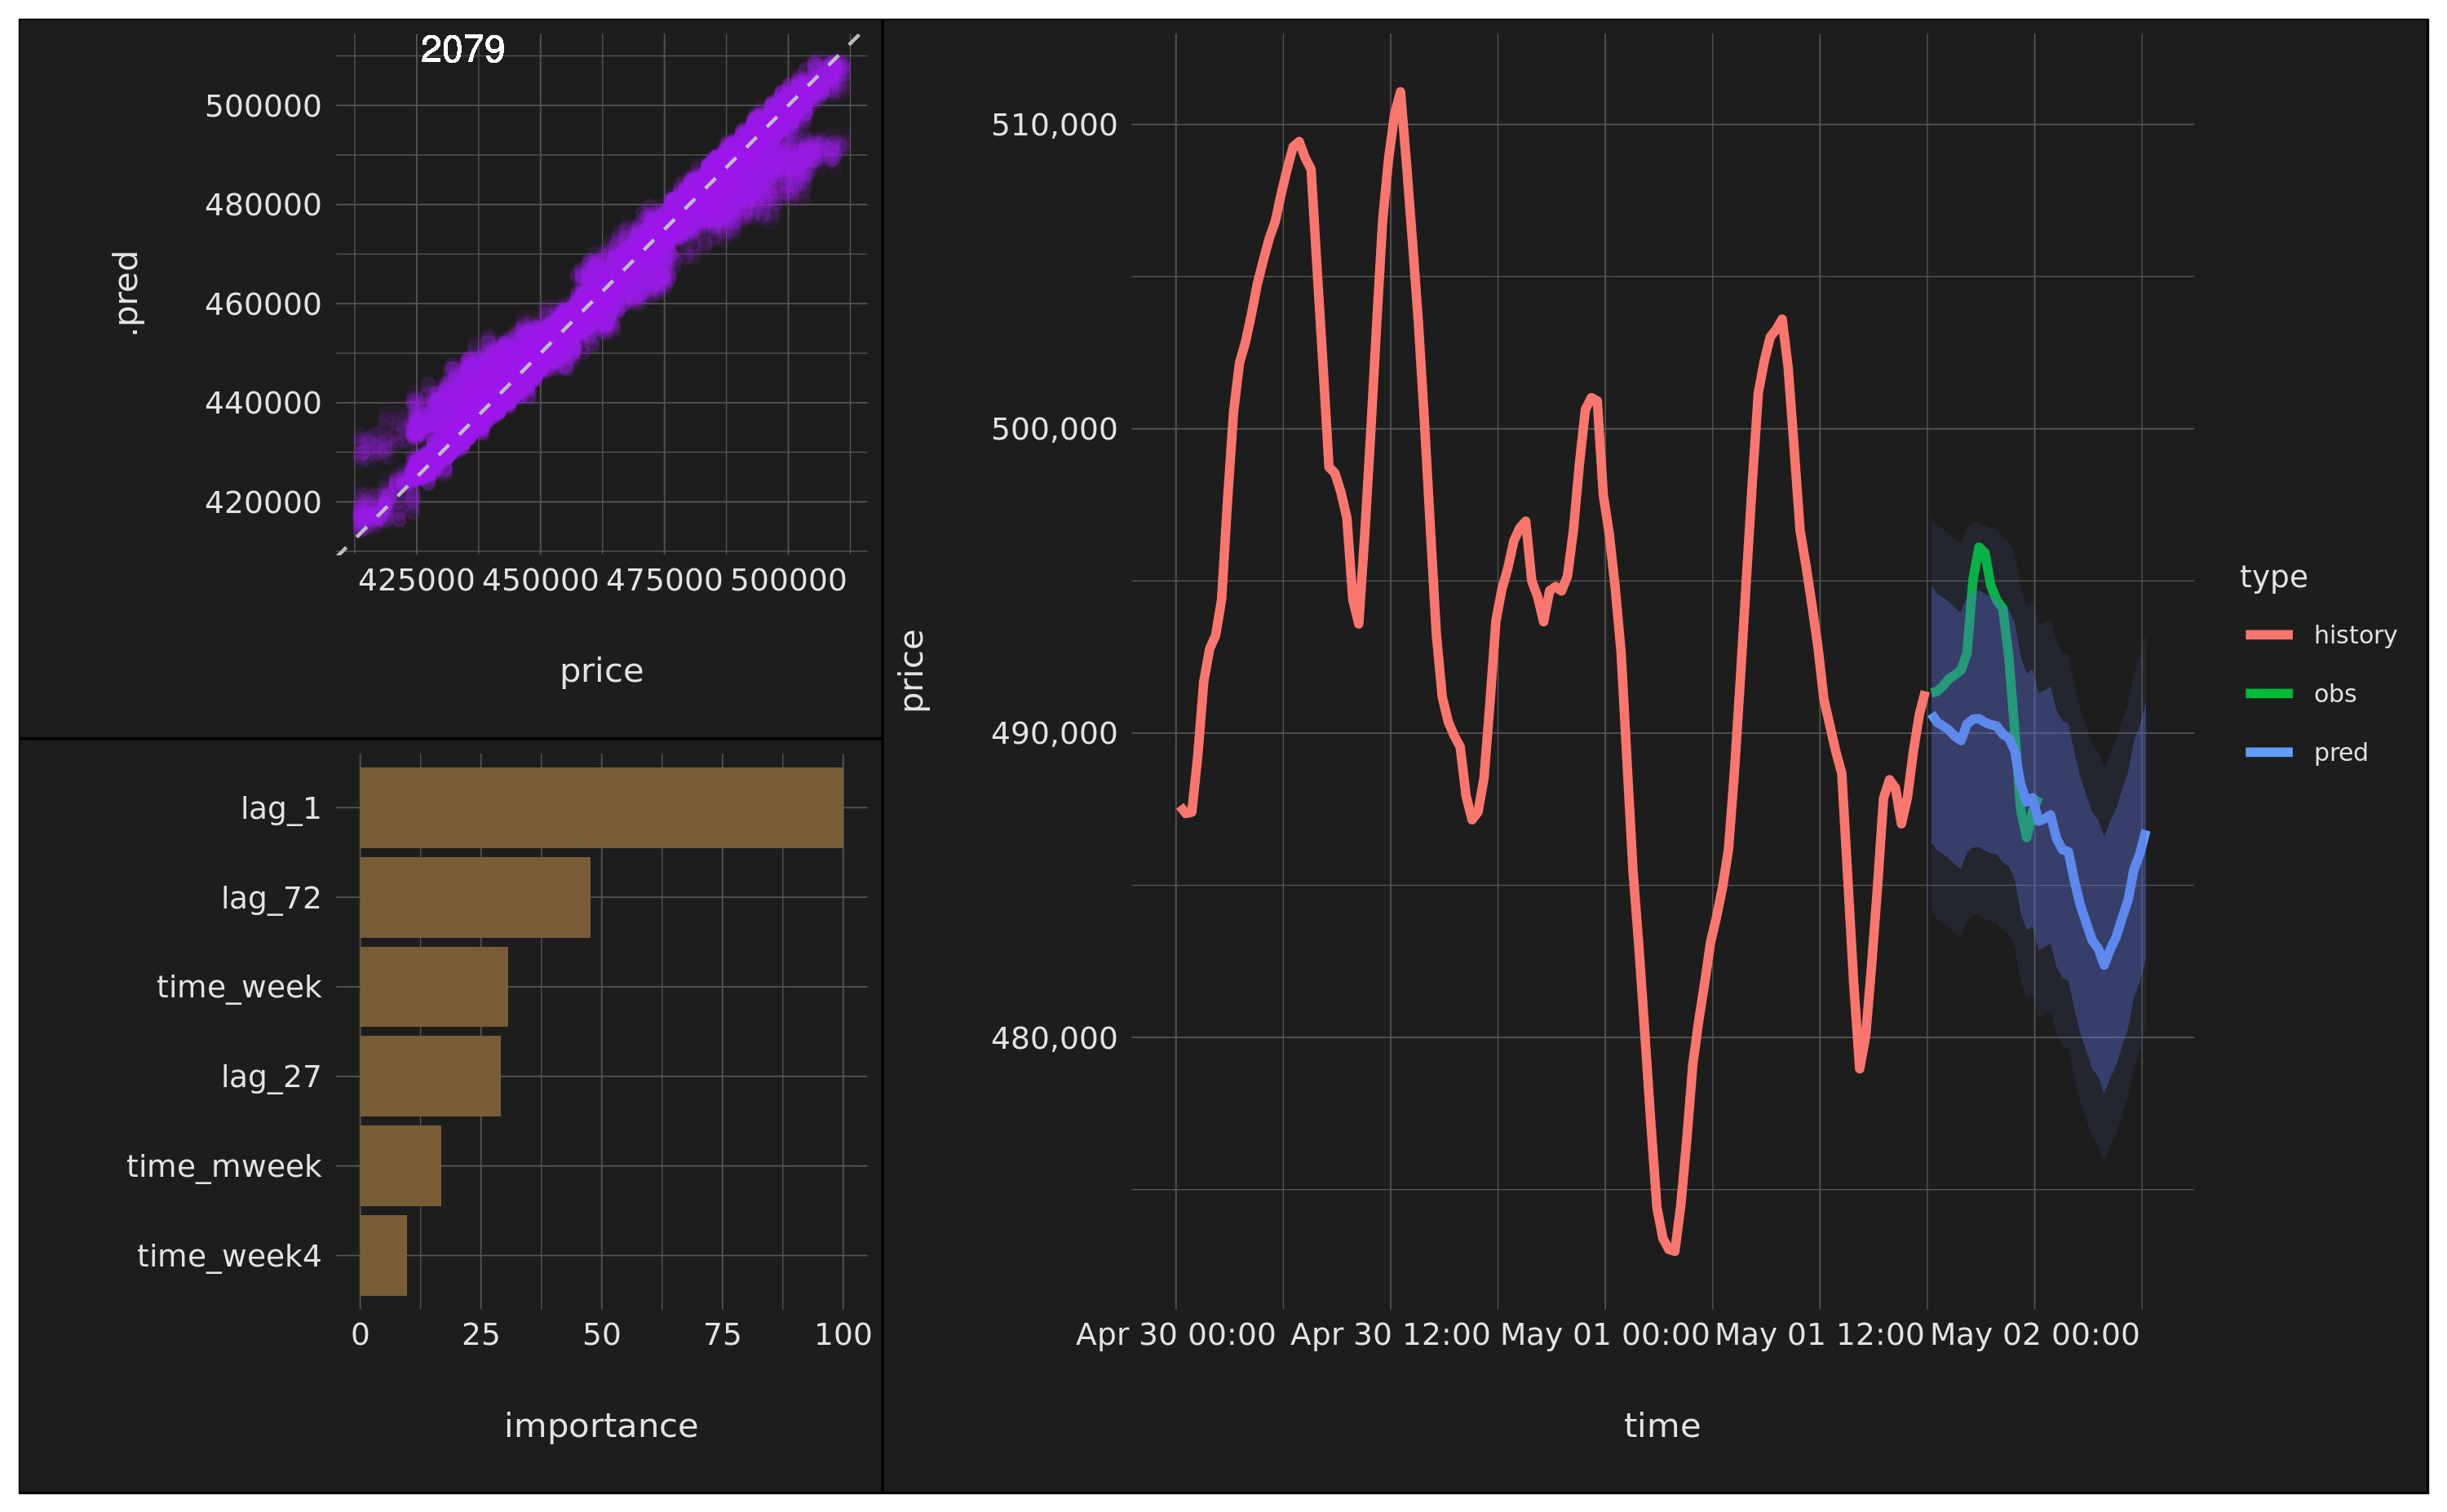 2079
500000
480000
460000
440000
420000
.pred
425000 450000 475000 500000
price
lag_1
lag_72
time_week
lag_27
time_mweek
time_week4
0 25 50 75 100
importance
510,000
500,000
490,000
480,000
price
Apr 30 00:00 Apr 30 12:00 May 01 00:00 May 01 12:00 May 02 00:00
time
type
history
obs
pred